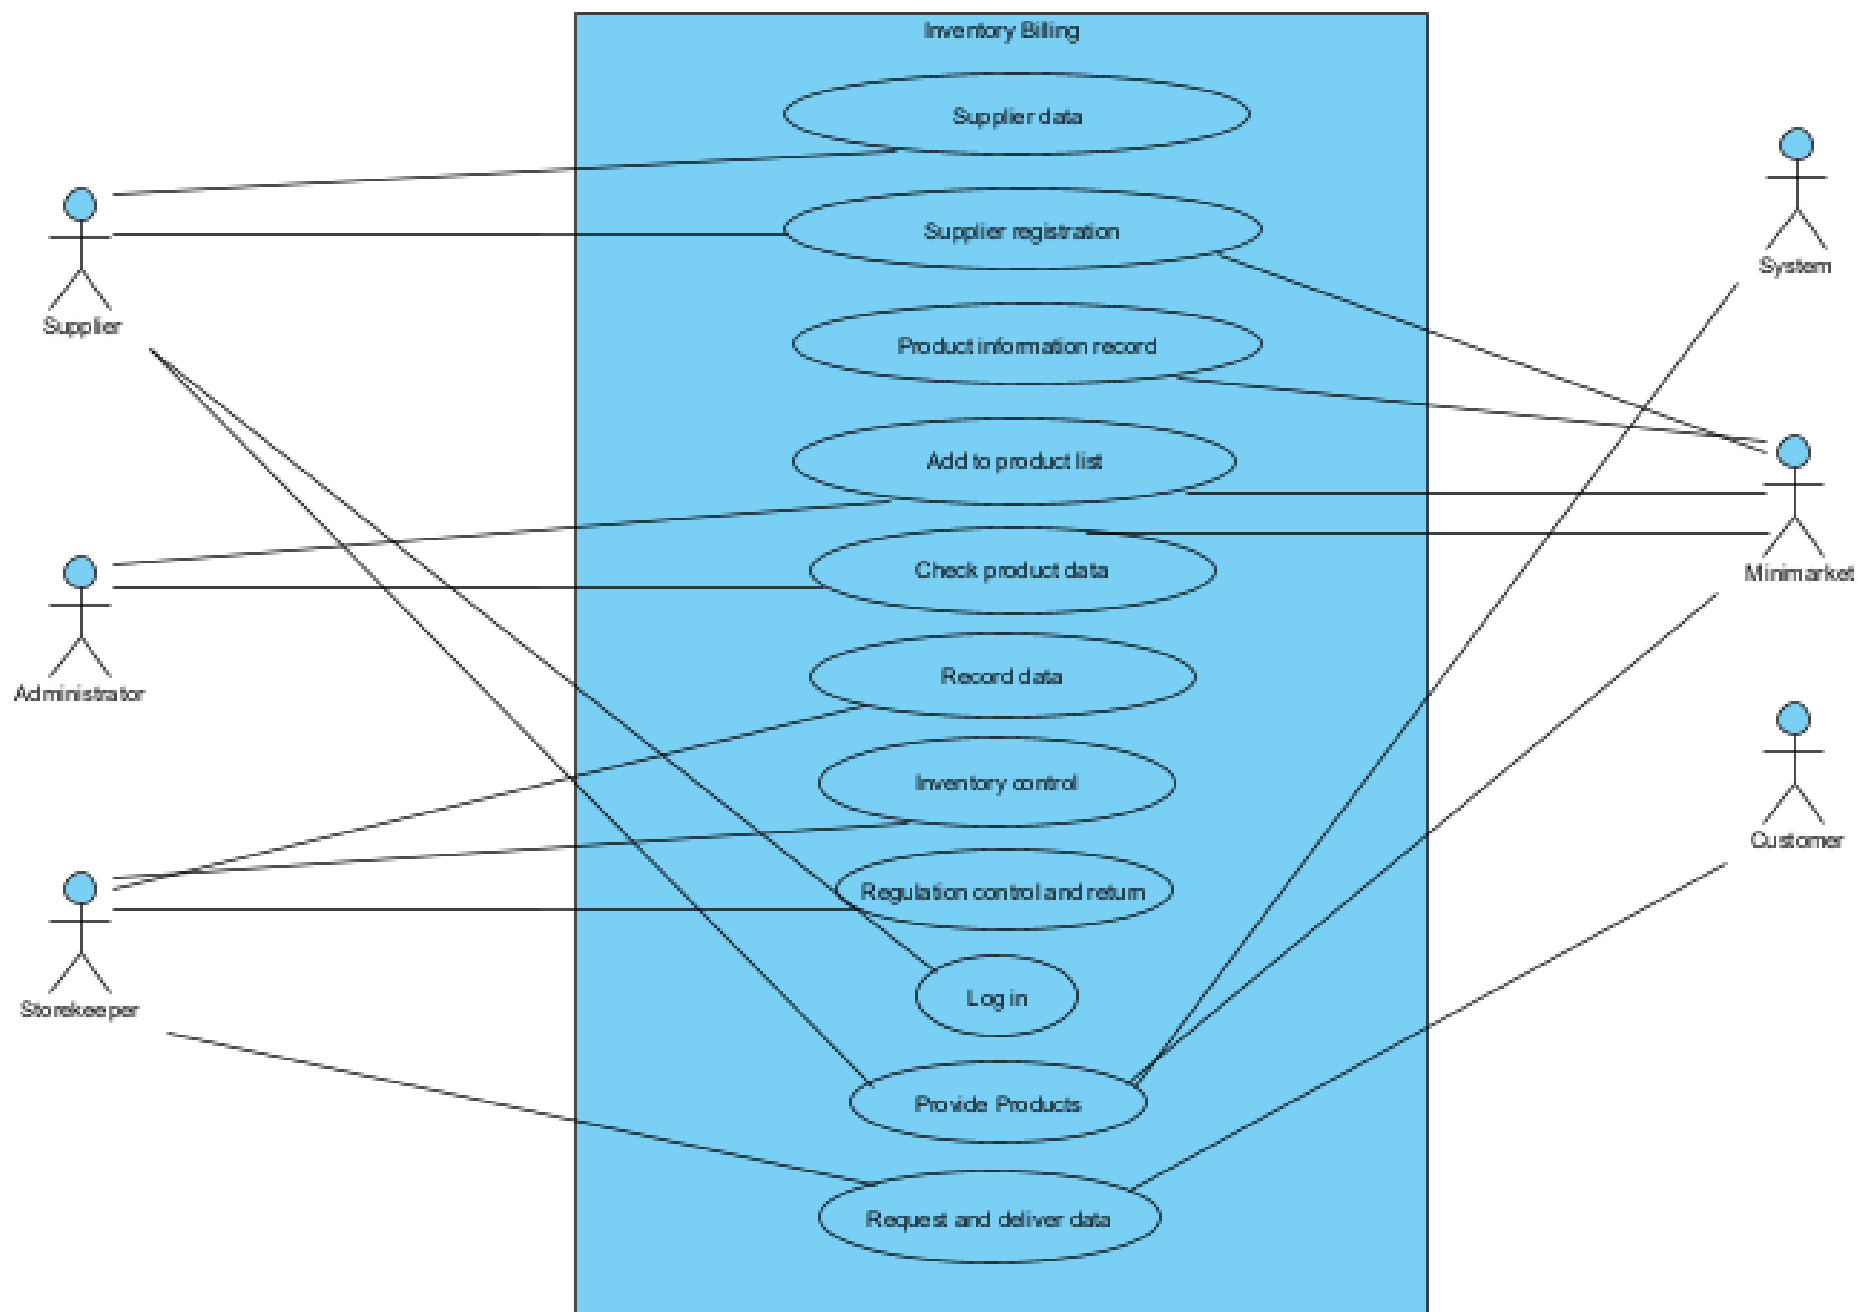 Inventory Billing
Supplier data
Supplier registration
System
Supplier
Product information record
Add to product list
Check product data
Minimarket
Administrator
Record data
Inventory control
Customer
Regulation control and return
Storekeeper
Log in
Provide Products
Request and deliver data